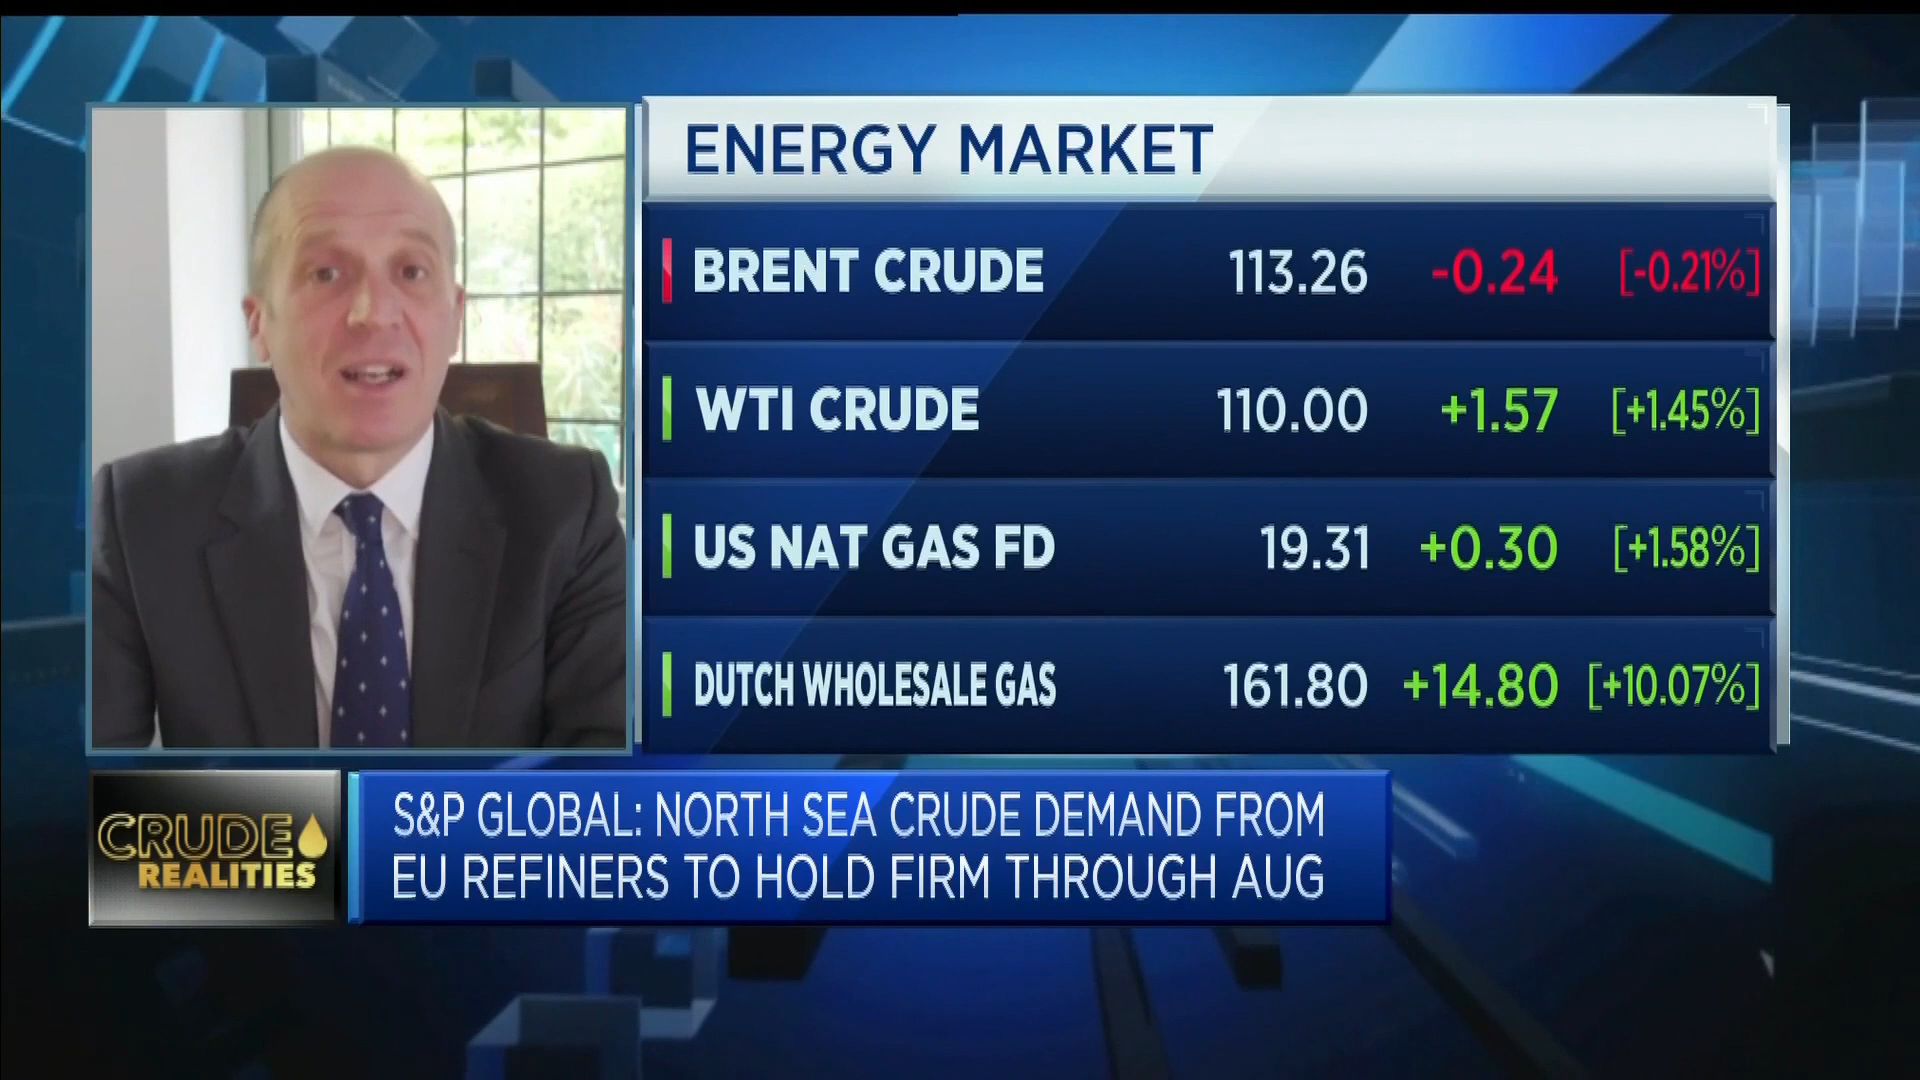 ENERGY MARKET
BRENT CRUDE 113.26 -0.24 [-0.21%]
WTI CRUDE 110.00 +1.57 [+1.45%]
US NAT GAS FD 19.31 +0.30 [+1.58%]
DUTCH WHOLESALE GAS 161.80 +14.80 [+10.07%]
CRUDE
REALITIES
S&P GLOBAL: NORTH SEA CRUDE DEMAND FROM
EU REFINERS TO HOLD FIRM THROUGH AUG